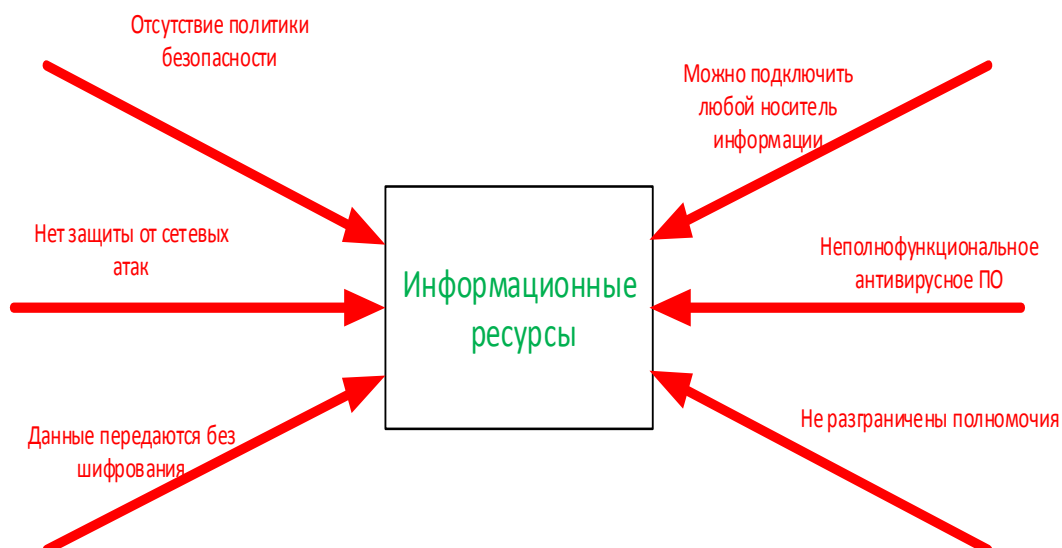 Отсутствие политики
безопасности
Можно подключить
любой носитель
информации
Нет защиты от сетевых
атак
Неполнофункциональное
антивирусное ПО
Информационные
ресурсы
Данные передаются без
шифрования
Не разграничены полномочия